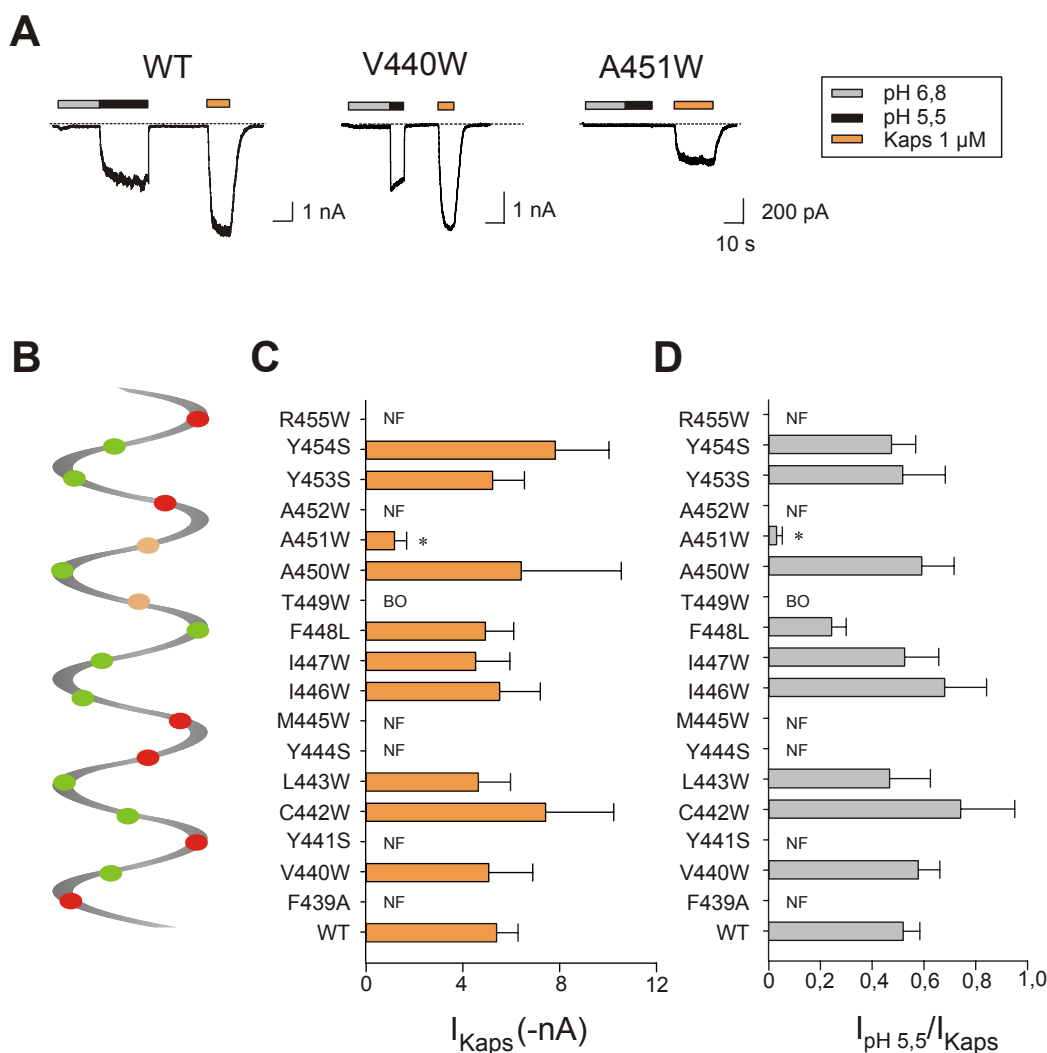 A
WT
V440W
A451W
pH 6,8
pH 5,5
Kaps 1 µM
1 nA
1 nA
200 pA
10 s
B
C
D
R455W NF NF
Y454S
Y453S
A452W NF NF
A451W * *
A450W
T449W BO BO
F448L
I447W
I446W
M445W NF NF
Y444S NF NF
L443W
C442W
Y441S NF NF
V440W
F439A NF NF
WT
R455W
Y454S
Y453S
A452W
A451W
A450W
T449W
F448L
I447W
I446W
M445W
Y444S
L443W
C442W
Y441S
V440W
F439A
WT
0 4 8 12
I Kaps (-nA)
0 0,2 0,4 0,6 0,8 1,0
I pH 5,5/I Kaps